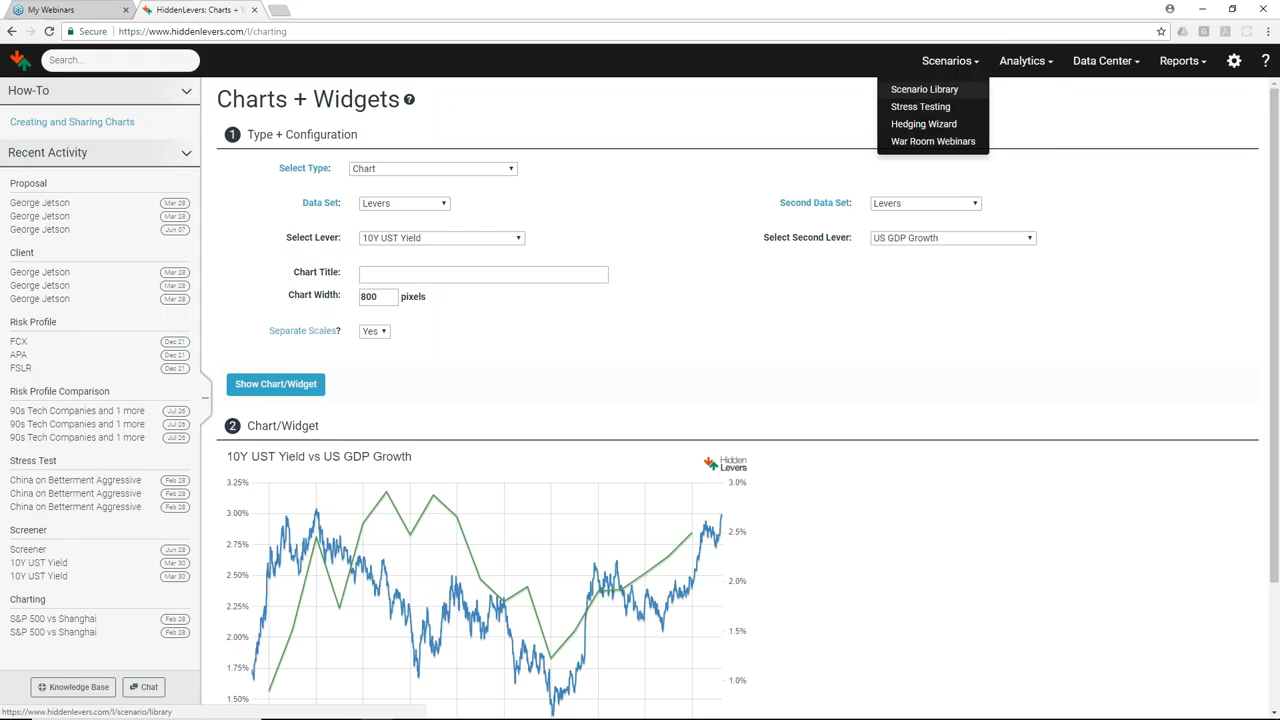 My Webinars
HiddenLevers: Charts + W
Secure
https://www.hiddenlevers.com/l/charting
Search...
Scenarios
Analytics
Data Center
Reports
?
Scenario Library
Stress Testing
Hedging Wizard
War Room Webinars
How-To
Creating and Sharing Charts
Recent Activity
Proposal
George Jetson Mar 28
George Jetson Mar 28
George Jetson Jun 07
Client
George Jetson Mar 28
George Jetson Mar 28
George Jetson Mar 28
Risk Profile
FCX Dec 21
APA Dec 21
FSLR Dec 21
Risk Profile Comparison
90s Tech Companies and 1 more Jul 26
90s Tech Companies and 1 more Jul 26
90s Tech Companies and 1 more Jul 26
Stress Test
China on Betterment Aggressive Feb 28
China on Betterment Aggressive Feb 28
China on Betterment Aggressive Feb 28
Screener
Screener Jun 28
10Y UST Yield Mar 30
10Y UST Yield Mar 30
Charting
S&P 500 vs Shanghai Feb 28
S&P 500 vs Shanghai Feb 28
Knowledge Base
Chat
https://www.hiddenlevers.com/l/scenario/library
Charts + Widgets ?
1 Type + Configuration
Select Type: Chart
Data Set: Levers
Second Data Set: Levers
Select Lever: 10Y UST Yield
Select Second Lever: US GDP Growth
Chart Title:
Chart Width: 800 pixels
Separate Scales? Yes
Show Chart/Widget
2 Chart/Widget
10Y UST Yield vs US GDP Growth
Hidden
Levers
3.25%
3.00%
2.75%
2.50%
2.25%
2.00%
1.75%
1.50%
3.0%
2.5%
2.0%
1.5%
1.0%